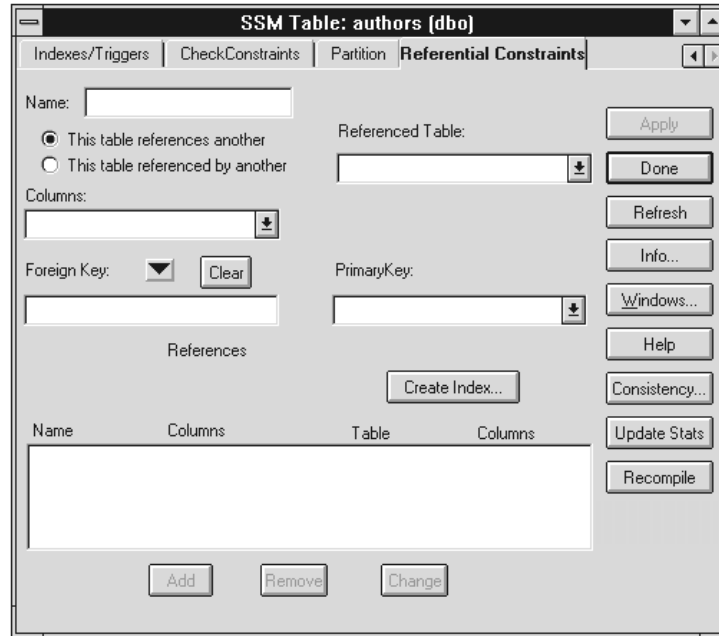 SSM Table: authors (dbo)
Indexes/Triggers CheckConstraints Partition Referential Constraints
Name:
This table references another
This table referenced by another
Referenced Table:
Columns:
Foreign Key: Clear
PrimaryKey:
References
Create Index...
Name Columns Table Columns
Add Remove Change
Apply
Done
Refresh
Info...
Windows...
Help
Consistency...
Update Stats
Recompile